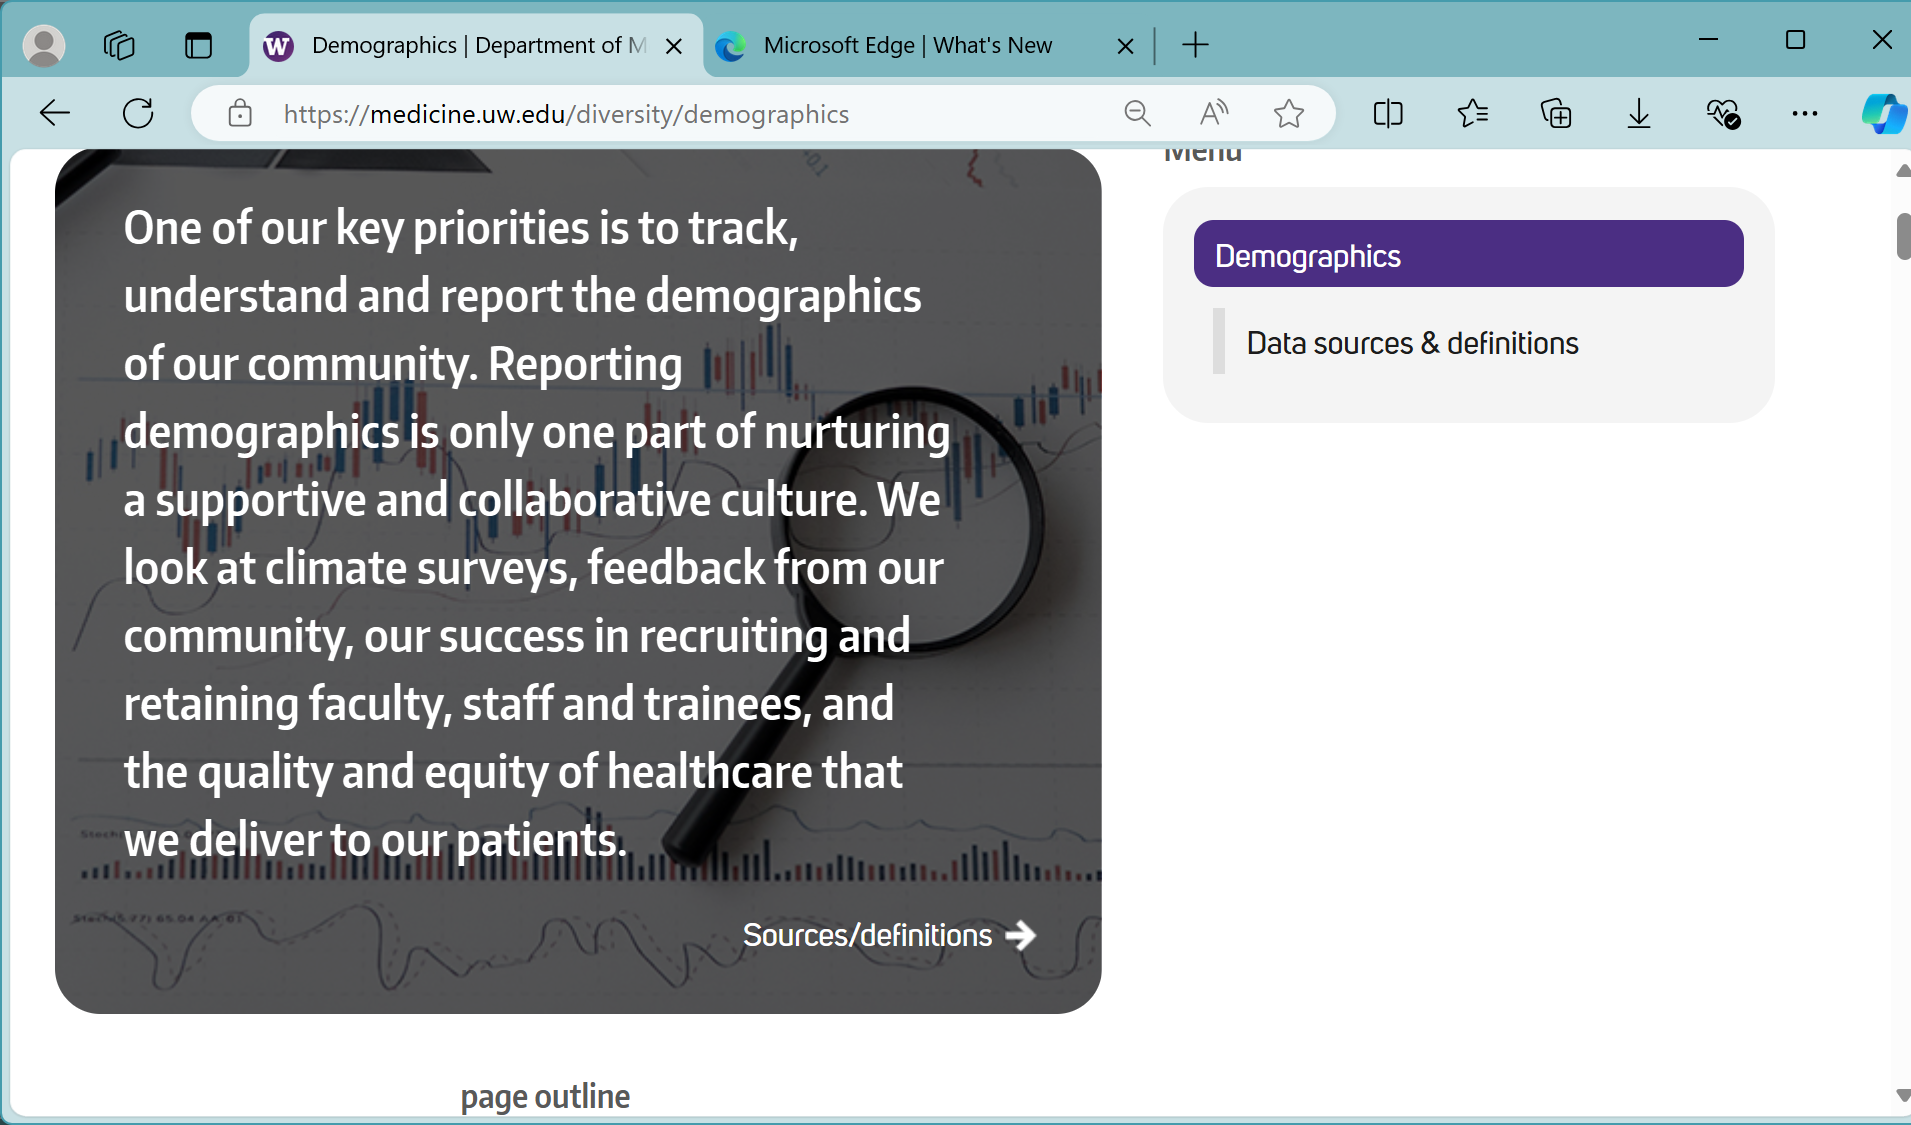 Demographics | Department of M
Microsoft Edge | What's New
https://medicine.uw.edu/diversity/demographics
Menu
One of our key priorities is to track,
understand and report the demographics
of our community. Reporting
demographics is only one part of nurturing
a supportive and collaborative culture. We
look at climate surveys, feedback from our
community, our success in recruiting and
retaining faculty, staff and trainees, and
the quality and equity of healthcare that
we deliver to our patients.
Sources/definitions
Demographics
Data sources & definitions
page outline